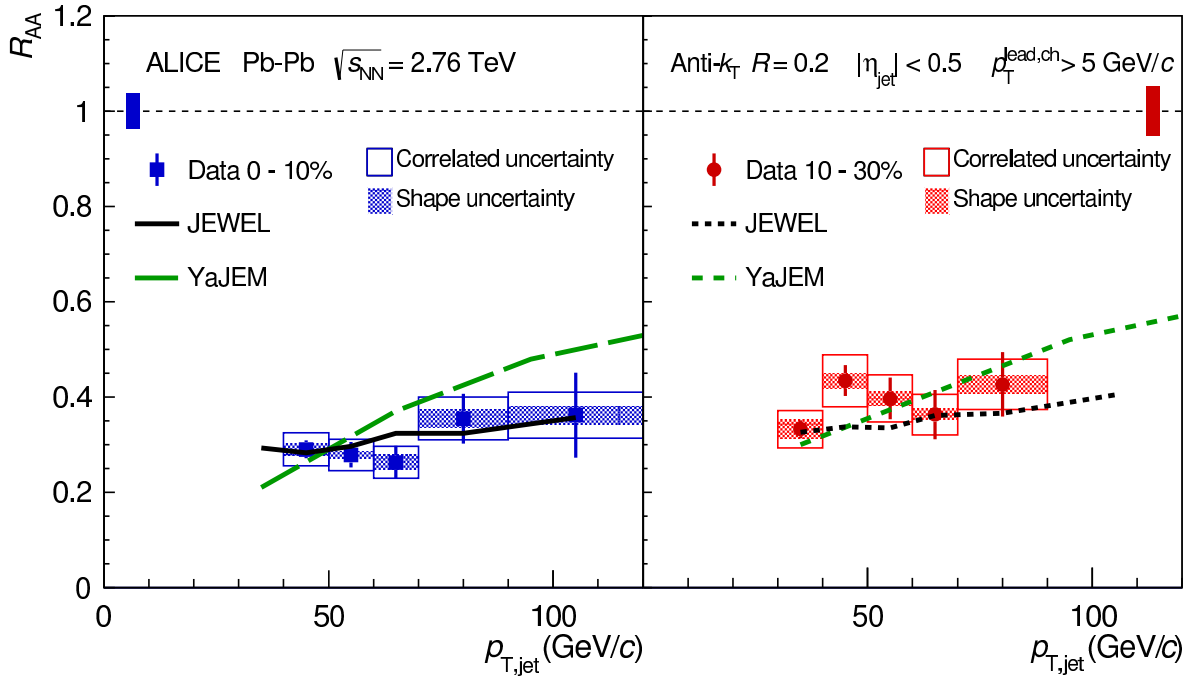 R_AA
1.2
1
0.8
0.6
0.4
0.2
0
ALICE Pb-Pb √s_NN = 2.76 TeV
Data 0 - 10%
Correlated uncertainty
Shape uncertainty
JEWEL
YaJEM
0 50 100
p_T,jet (GeV/c)
Anti-k_T R = 0.2 |η_jet| < 0.5 p_T^lead,ch > 5 GeV/c
Data 10 - 30%
Correlated uncertainty
Shape uncertainty
JEWEL
YaJEM
50 100
p_T,jet (GeV/c)